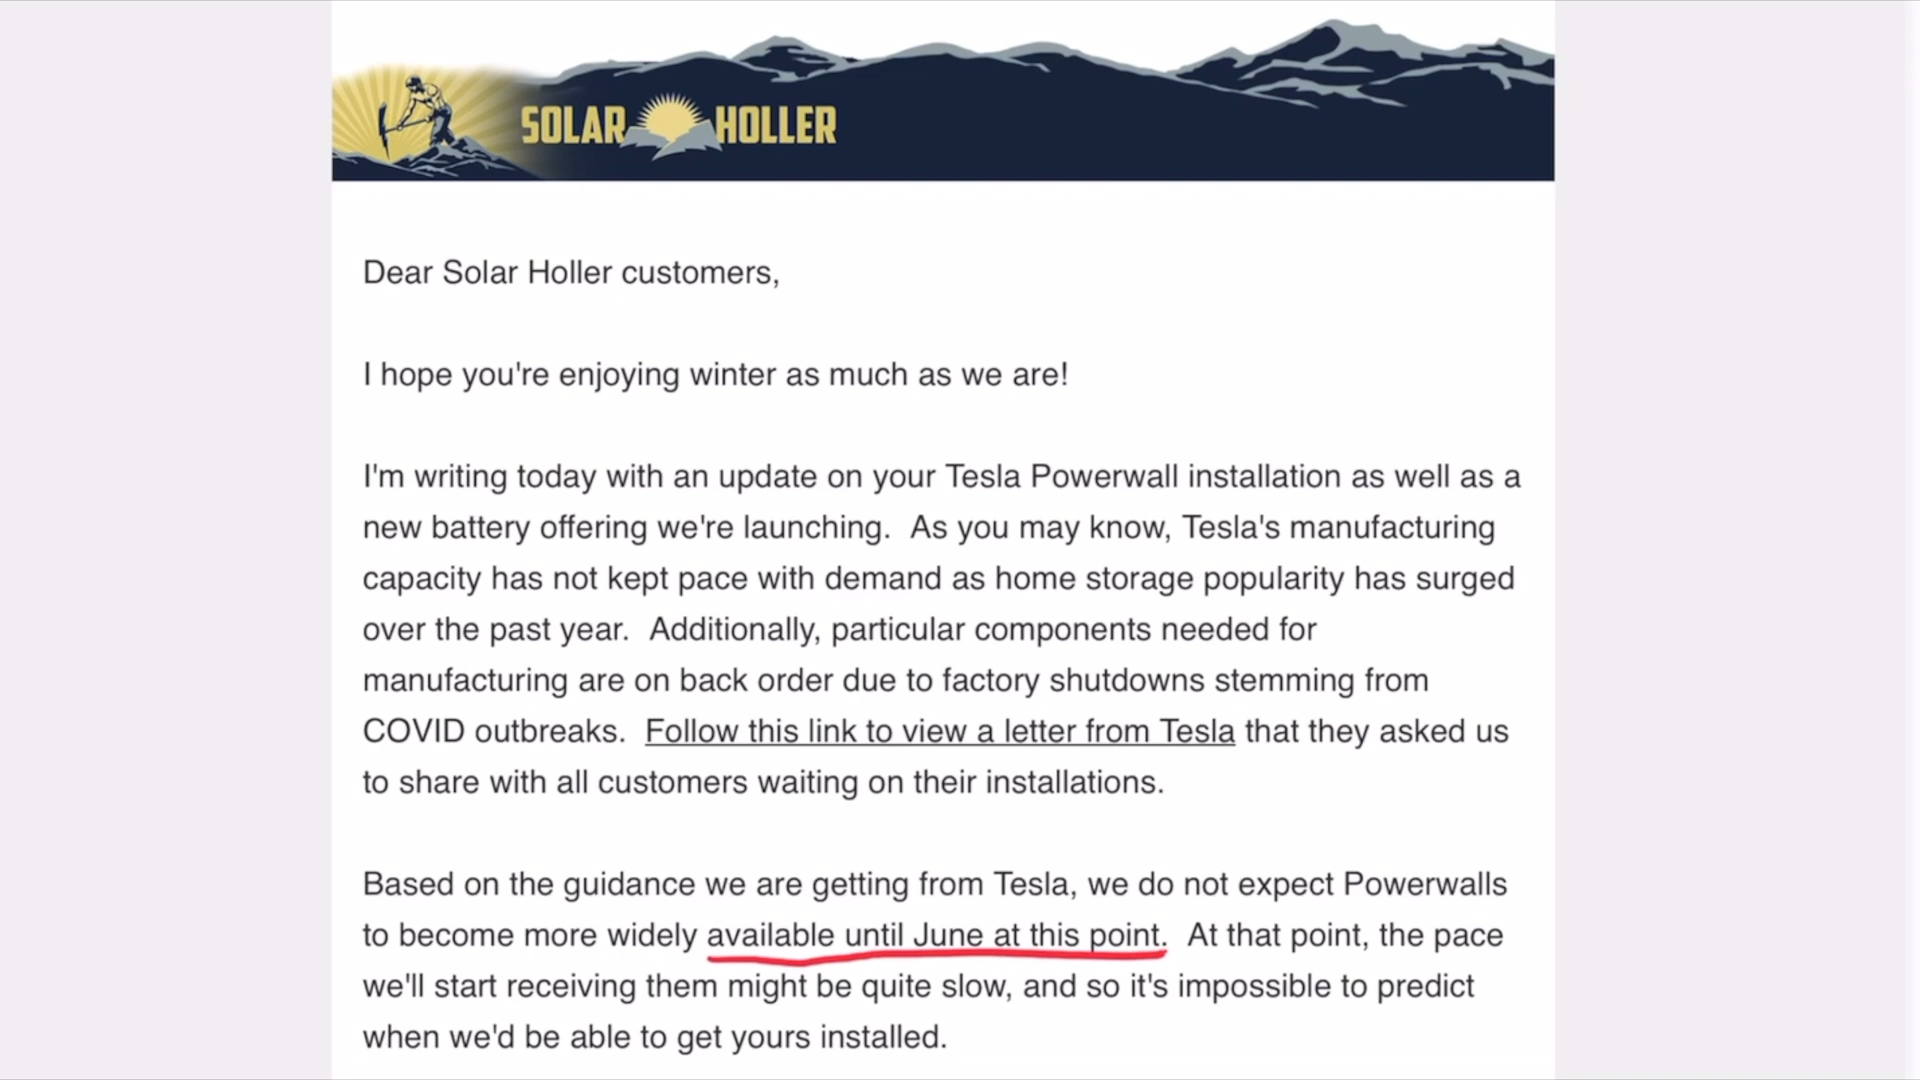 SOLAR HOLLER
Dear Solar Holler customers,
I hope you're enjoying winter as much as we are!
I'm writing today with an update on your Tesla Powerwall installation as well as a
new battery offering we're launching.  As you may know, Tesla's manufacturing
capacity has not kept pace with demand as home storage popularity has surged
over the past year.  Additionally, particular components needed for
manufacturing are on back order due to factory shutdowns stemming from
COVID outbreaks.  Follow this link to view a letter from Tesla that they asked us
to share with all customers waiting on their installations.
Based on the guidance we are getting from Tesla, we do not expect Powerwalls
to become more widely available until June at this point.  At that point, the pace
we'll start receiving them might be quite slow, and so it's impossible to predict
when we'd be able to get yours installed.